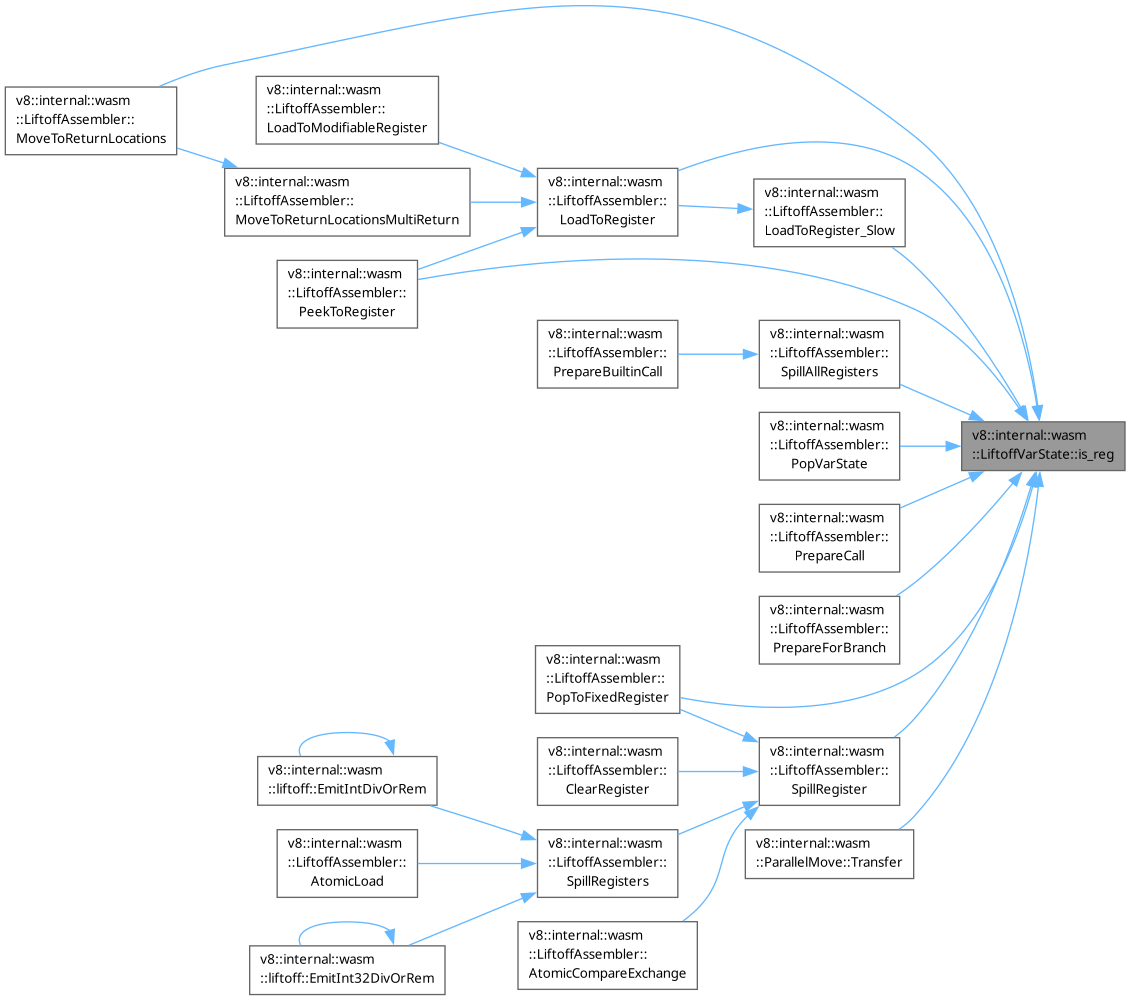 v8::internal::wasm
::LiftoffAssembler::
MoveToReturnLocations
v8::internal::wasm
::LiftoffAssembler::
LoadToModifiableRegister
v8::internal::wasm
::LiftoffAssembler::
MoveToReturnLocationsMultiReturn
v8::internal::wasm
::LiftoffAssembler::
LoadToRegister
v8::internal::wasm
::LiftoffAssembler::
LoadToRegister_Slow
v8::internal::wasm
::LiftoffAssembler::
PeekToRegister
v8::internal::wasm
::LiftoffAssembler::
PrepareBuiltinCall
v8::internal::wasm
::LiftoffAssembler::
SpillAllRegisters
v8::internal::wasm
::LiftoffAssembler::
PopVarState
v8::internal::wasm
::LiftoffVarState::is_reg
v8::internal::wasm
::LiftoffAssembler::
PrepareCall
v8::internal::wasm
::LiftoffAssembler::
PrepareForBranch
v8::internal::wasm
::LiftoffAssembler::
PopToFixedRegister
v8::internal::wasm
::LiftoffAssembler::
ClearRegister
v8::internal::wasm
::LiftoffAssembler::
SpillRegister
v8::internal::wasm
::liftoff::EmitIntDivOrRem
v8::internal::wasm
::LiftoffAssembler::
AtomicLoad
v8::internal::wasm
::LiftoffAssembler::
SpillRegisters
v8::internal::wasm
::ParallelMove::Transfer
v8::internal::wasm
::liftoff::EmitInt32DivOrRem
v8::internal::wasm
::LiftoffAssembler::
AtomicCompareExchange